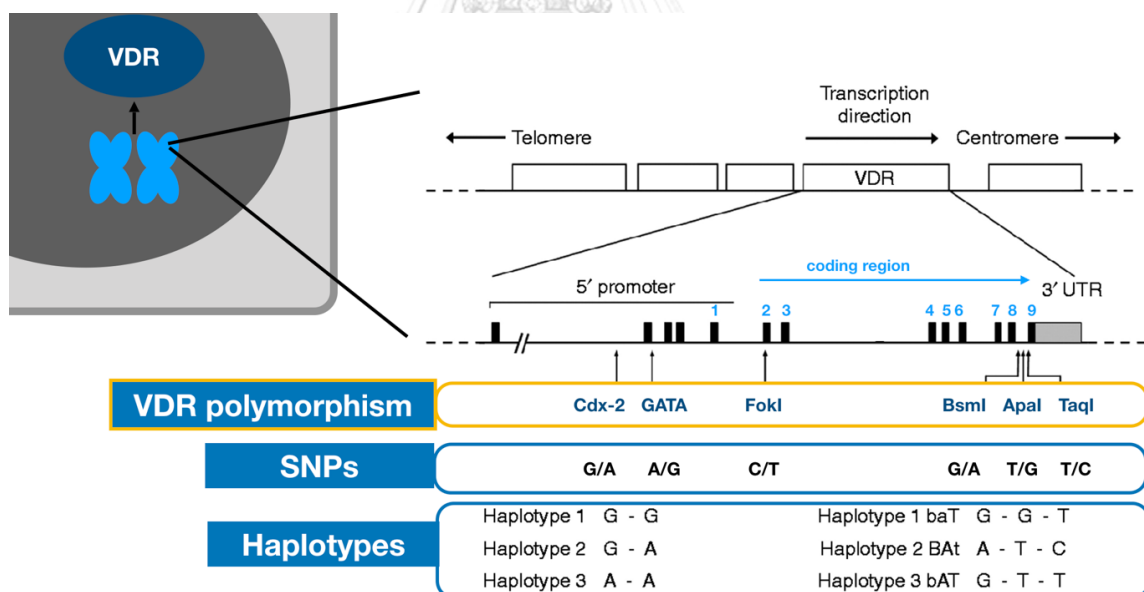 VDR
Transcription
direction
Telomere
Centromere
VDR
coding region
5′ promoter
3′ UTR
1 2 3 4 5 6 7 8 9
VDR polymorphism
Cdx-2 GATA FokI BsmI ApaI TaqI
SNPs
G/A A/G C/T G/A T/G T/C
Haplotypes
Haplotype 1 G - G
Haplotype 2 G - A
Haplotype 3 A - A
Haplotype 1 baT G - G - T
Haplotype 2 BAt A - T - C
Haplotype 3 bAT G - T - T